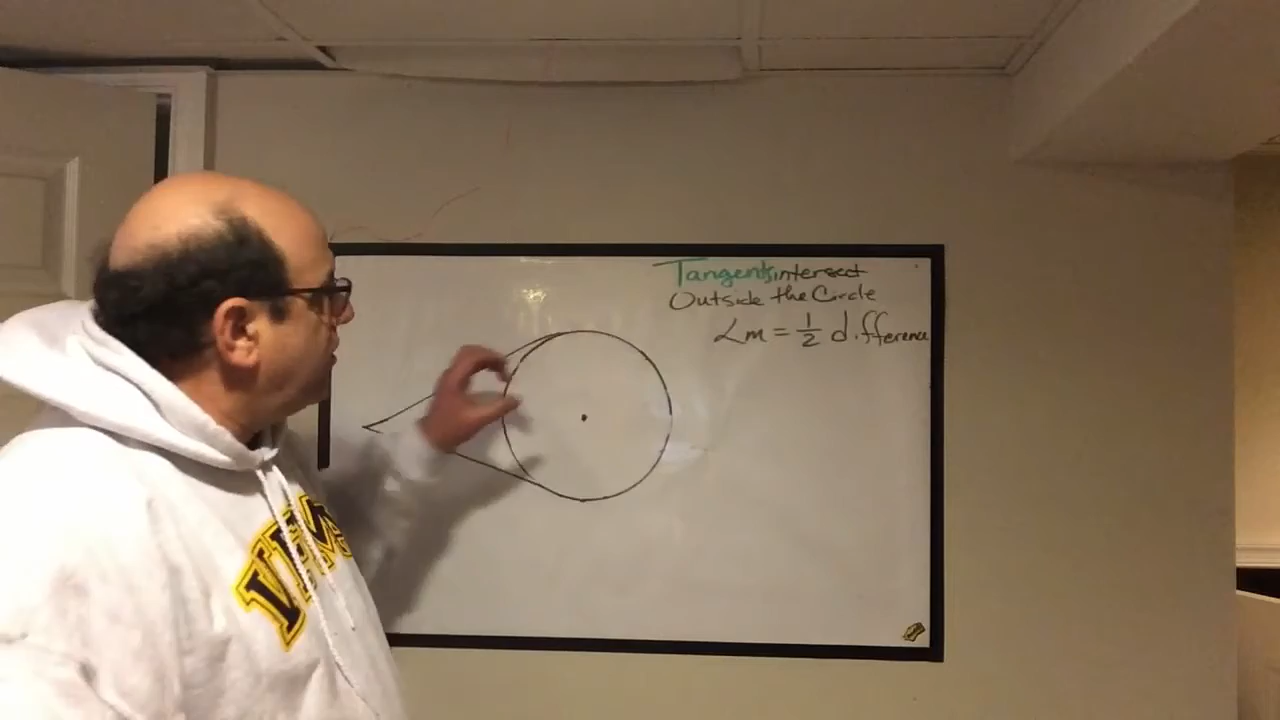 Tangents, intersect
Outside the Circle
∠m = 1/2 difference